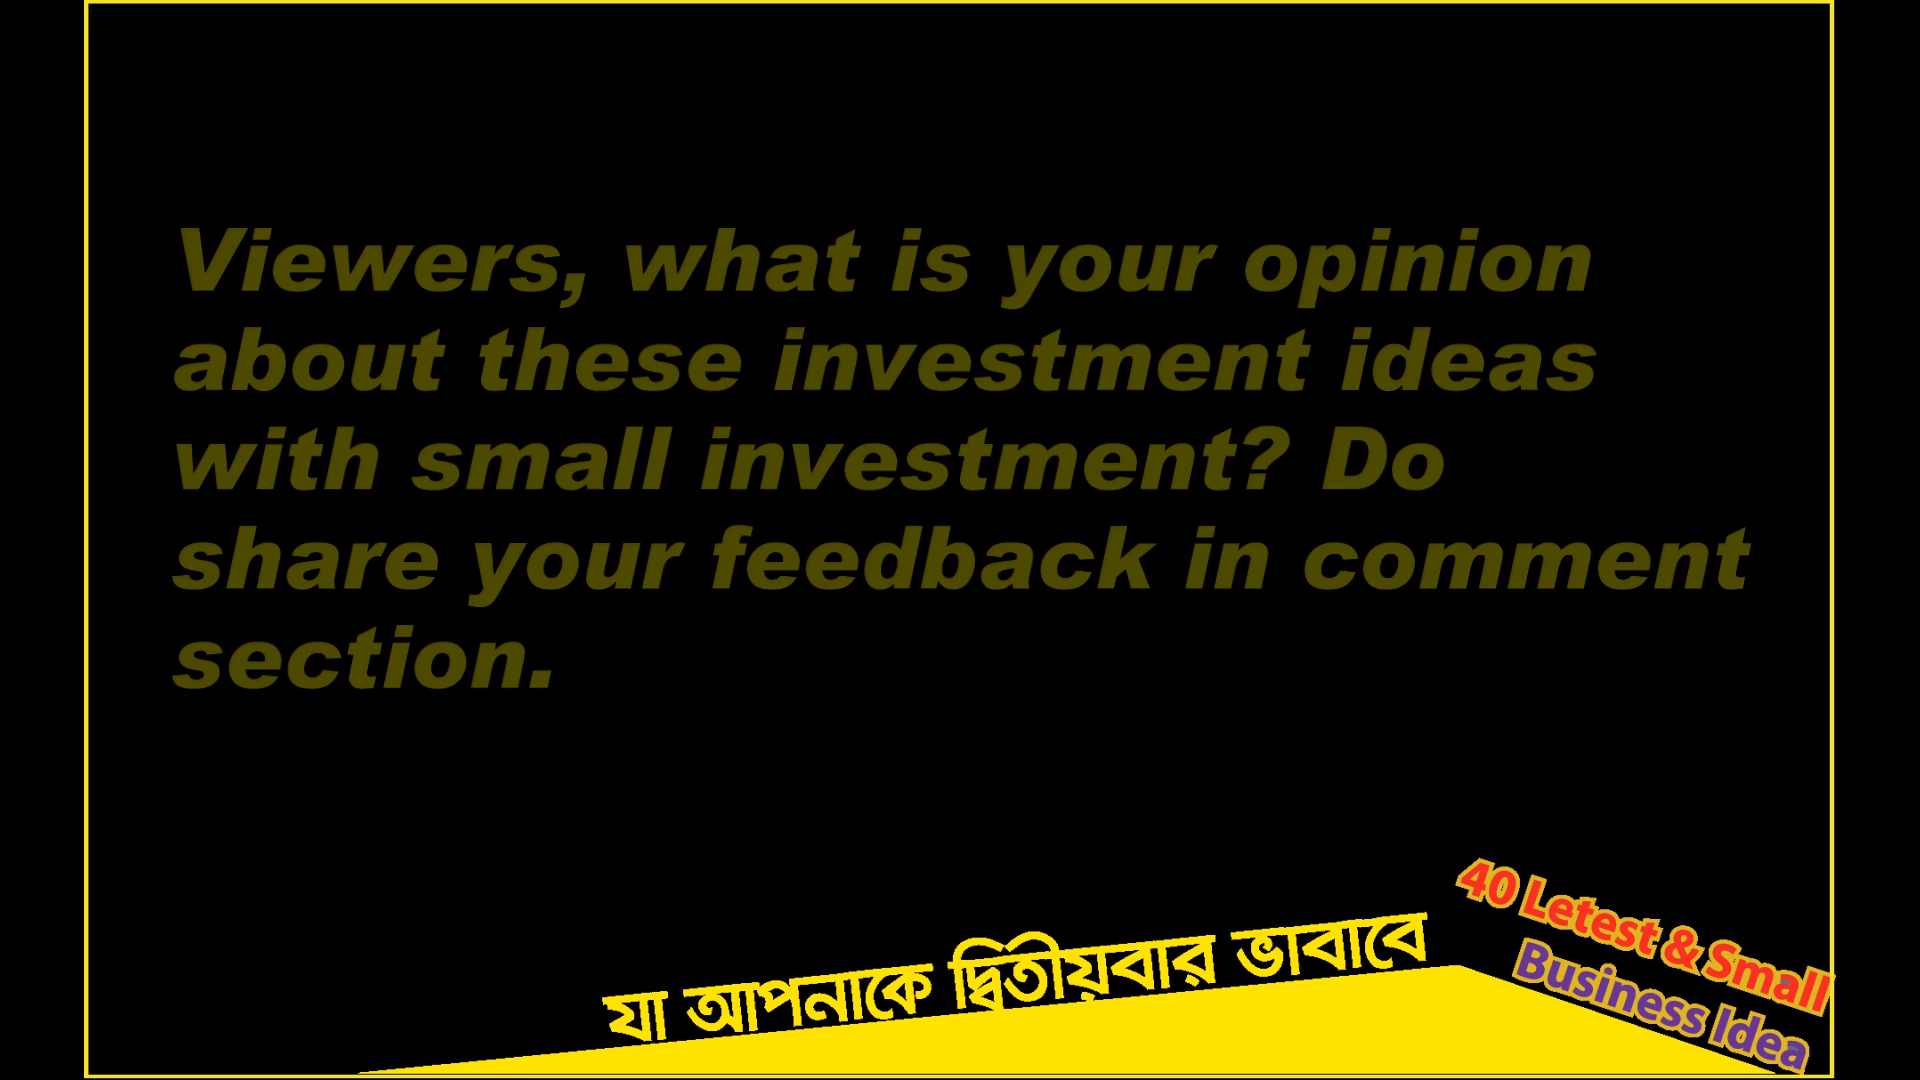 Viewers, what is your opinion
about these investment ideas
with small investment? Do
share your feedback in comment
section.
যা আপনাকে দ্বিতীয়বার ভাবাবে
40 Letest & Small
Business Idea